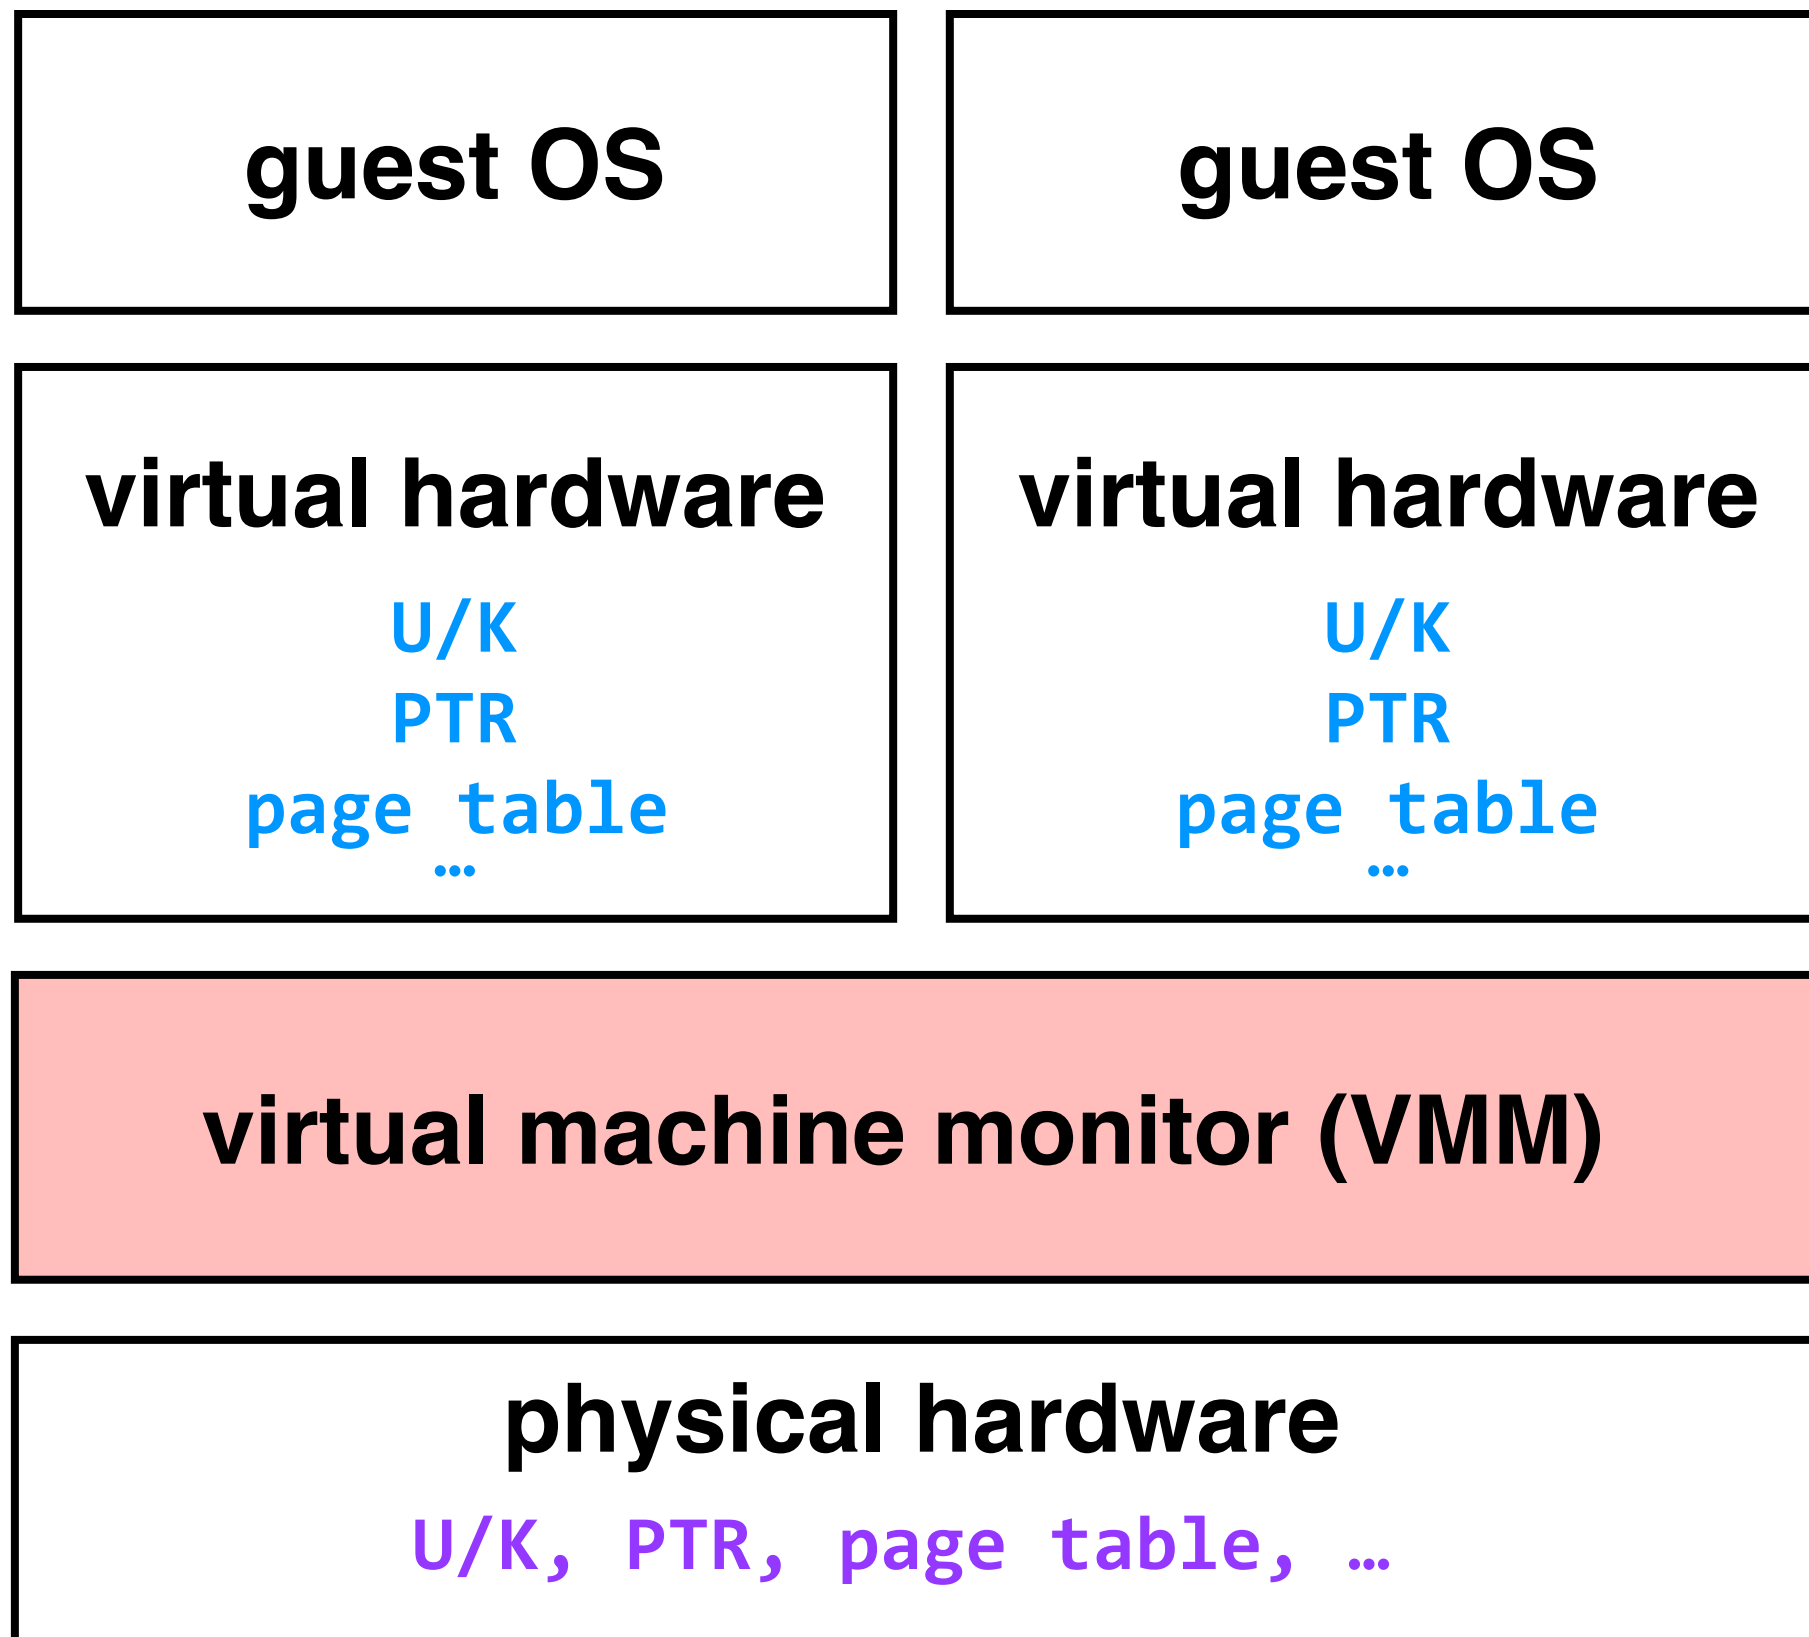 guest OS
guest OS
virtual hardware
U/K
PTR
page table
…
virtual hardware
U/K
PTR
page table
…
virtual machine monitor (VMM)
physical hardware
U/K, PTR, page table, …